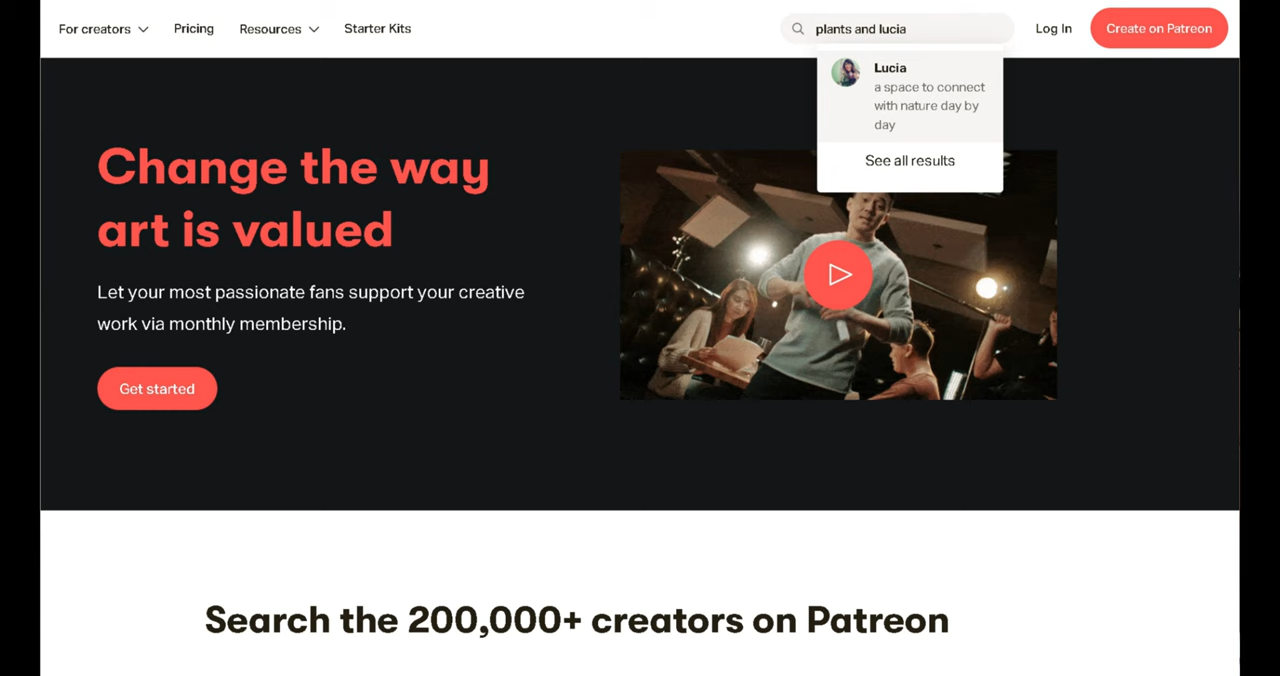 For creators Pricing Resources Starter Kits plants and lucia Log In Create on Patreon
Lucia
a space to connect
with nature day by
day
See all results
Change the way
art is valued
Let your most passionate fans support your creative
work via monthly membership.
Get started
Search the 200,000+ creators on Patreon